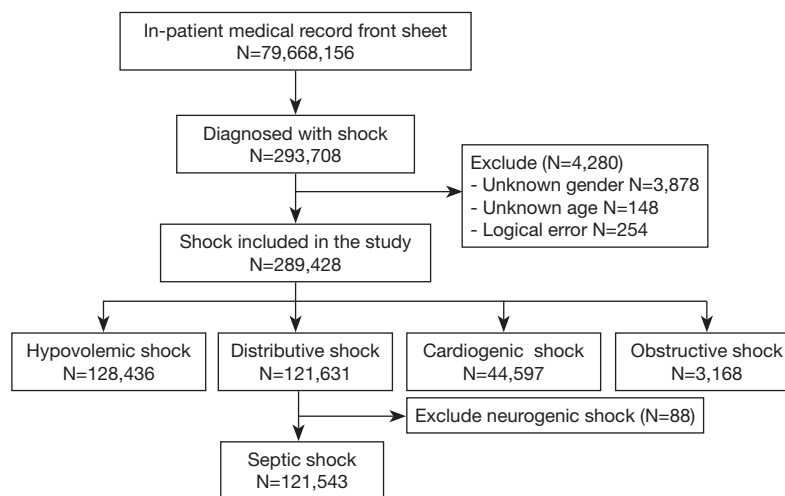 In-patient medical record front sheet
N=79,668,156
Diagnosed with shock
N=293,708
Exclude (N=4,280)
- Unknown gender N=3,878
- Unknown age N=148
- Logical error N=254
Shock included in the study
N=289,428
Hypovolemic shock
N=128,436
Distributive shock
N=121,631
Cardiogenic shock
N=44,597
Obstructive shock
N=3,168
Exclude neurogenic shock (N=88)
Septic shock
N=121,543